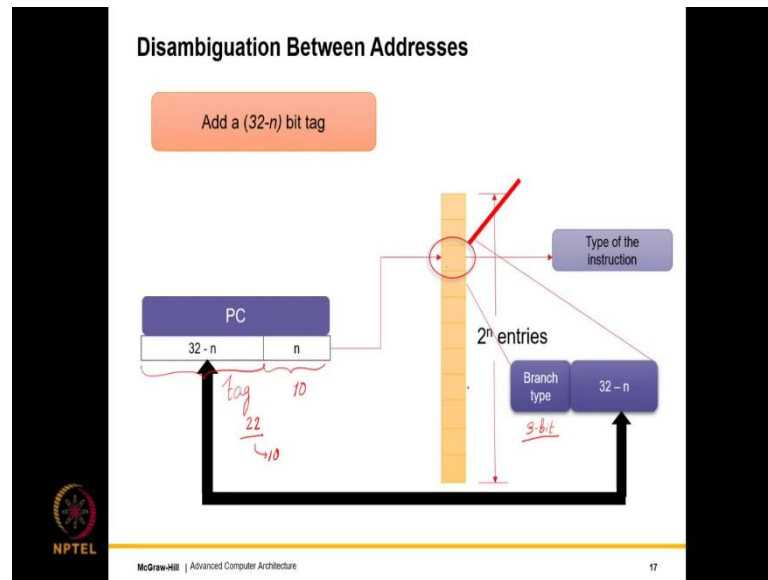 Disambiguation Between Addresses
Add a (32-n) bit tag
Type of the
instruction
PC
32 - n
n
2ⁿ entries
tag
10
22
10
Branch
type
32 – n
3-bit
NPTEL
McGraw-Hill | Advanced Computer Architecture
17